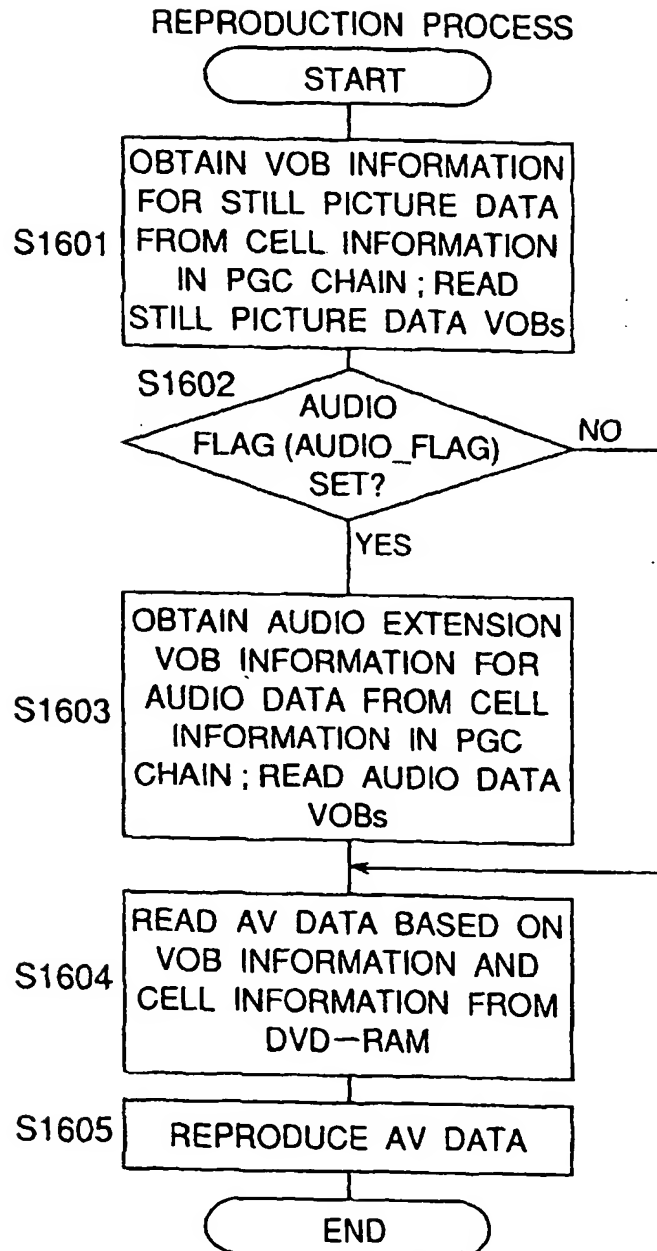 REPRODUCTION PROCESS
START
S1601
OBTAIN VOB INFORMATION
FOR STILL PICTURE DATA
FROM CELL INFORMATION
IN PGC CHAIN ; READ
STILL PICTURE DATA VOBs
S1602
AUDIO
FLAG (AUDIO_FLAG)
SET?
NO
YES
S1603
OBTAIN AUDIO EXTENSION
VOB INFORMATION FOR
AUDIO DATA FROM CELL
INFORMATION IN PGC
CHAIN ; READ AUDIO DATA
VOBs
S1604
READ AV DATA BASED ON
VOB INFORMATION AND
CELL INFORMATION FROM
DVD-RAM
S1605
REPRODUCE AV DATA
END